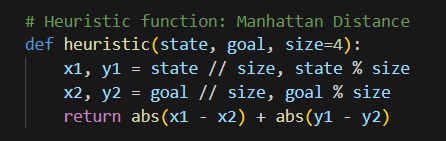 # Heuristic function: Manhattan Distance
def heuristic(state, goal, size=4):
    x1, y1 = state // size, state % size
    x2, y2 = goal // size, goal % size
    return abs(x1 - x2) + abs(y1 - y2)